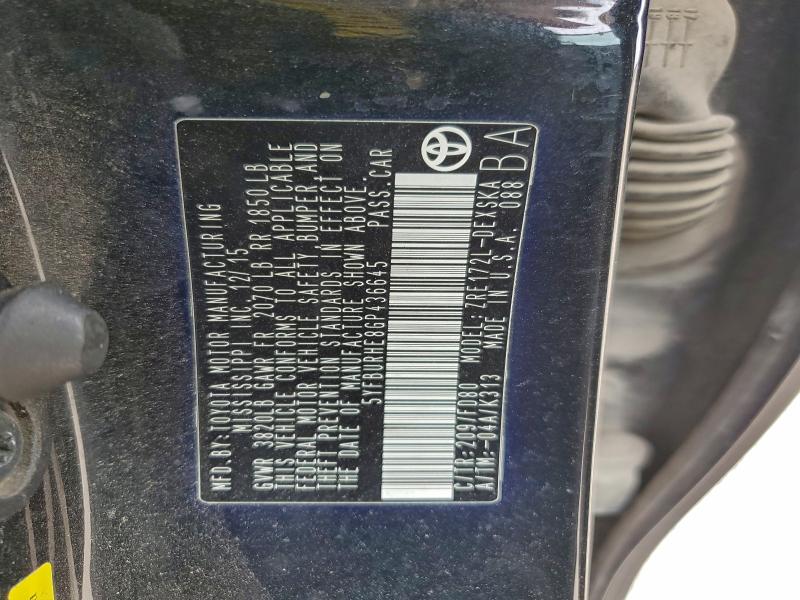 MFD.BY: TOYOTA MOTOR MANUFACTURING
MISSISSIPPI INC. 12/15
GVWR 3820LB GAWR FR 2070 LB RR 1850 LB
THIS VEHICLE CONFORMS TO ALL APPLICABLE
FEDERAL MOTOR VEHICLE SAFETY BUMPER, AND
THEFT PREVENTION STANDARDS IN EFFECT ON
THE DATE OF MANUFACTURE SHOWN ABOVE.
5YFBURHE8GP436645 PASS.CAR
C/TR:209/FD80 MODEL: ZRE172L-DEXSKA
A/TM:-04A/K313 MADE IN U.S.A. 088
BA